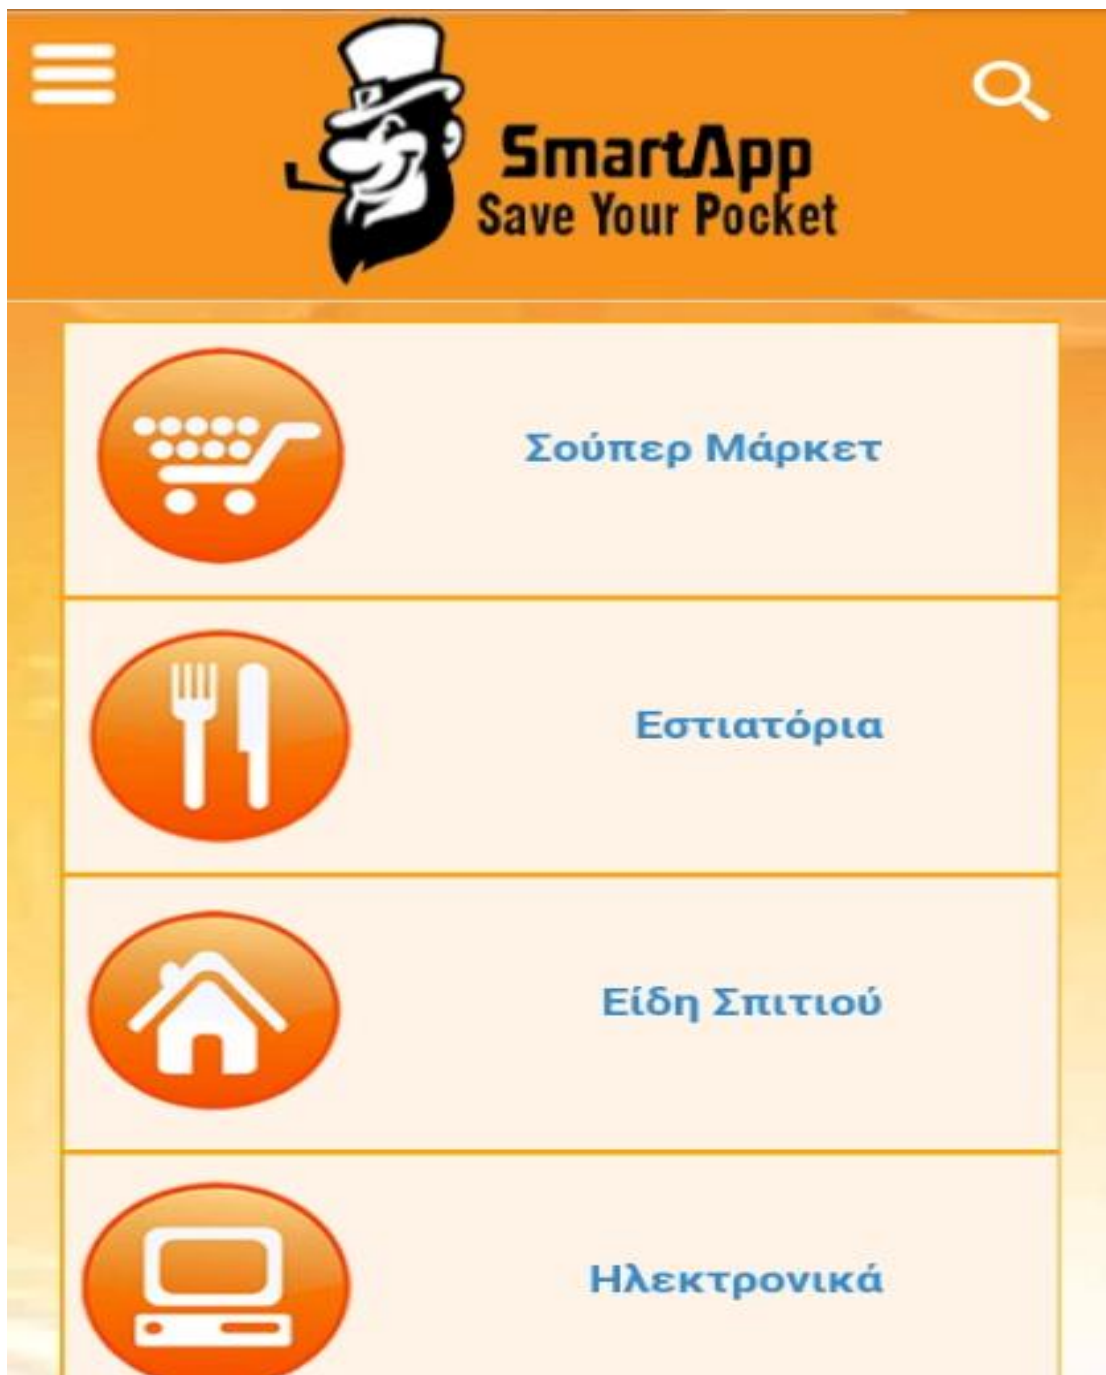 SmartApp
Save Your Pocket
Σούπερ Μάρκετ
Εστιατόρια
Είδη Σπιτιού
Ηλεκτρονικά